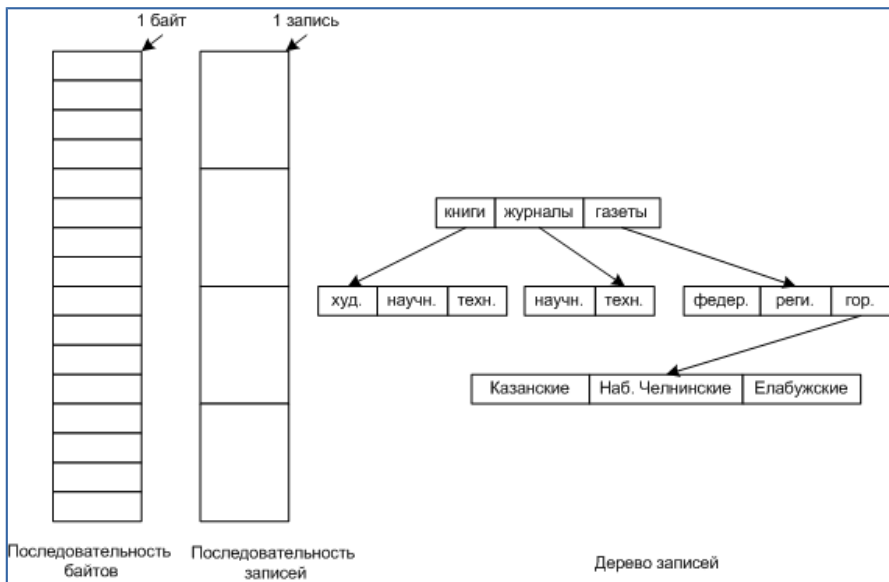 1 байт
1 запись
книги журналы газеты
худ. научн. техн. научн. техн. федер. реги. гор.
Казанские Наб. Челнинские Елабужские
Последовательность байтов
Последовательность записей
Дерево записей